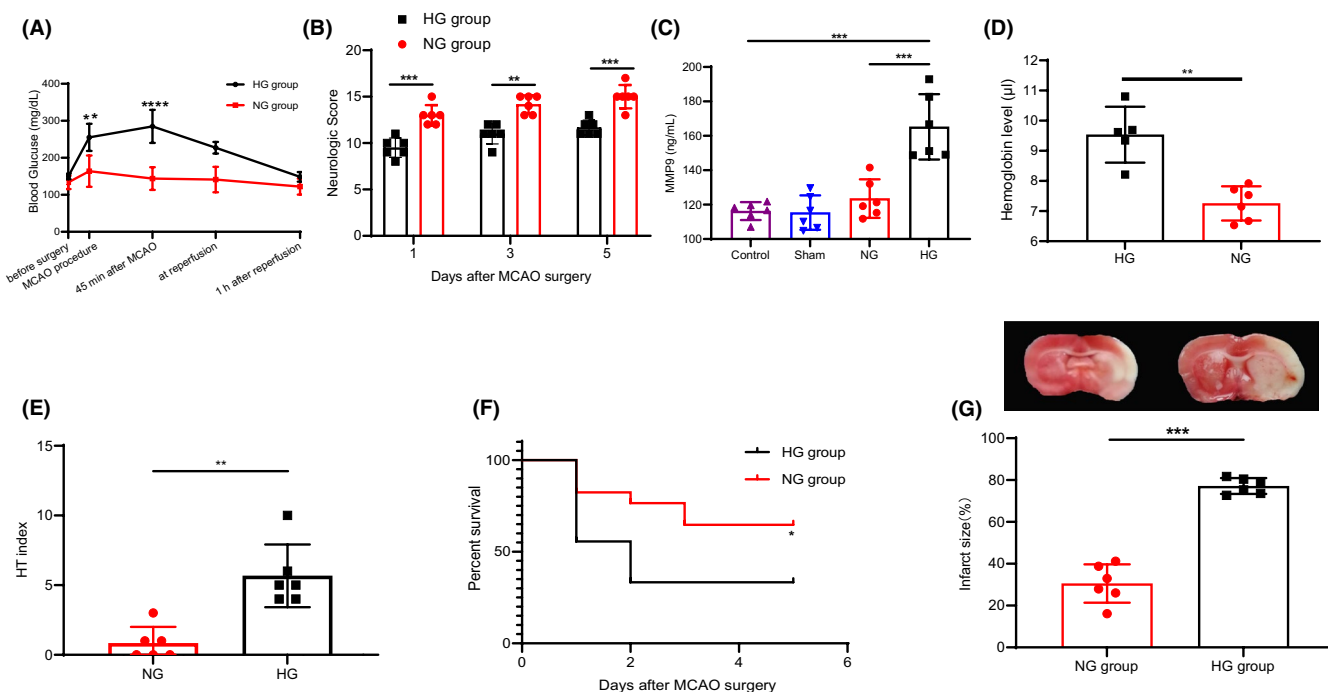 (A)
Blood Glucose (mg/dL)
400
300
200
100
0
**
****
HG group
NG group
before surgery
MCAO procedure
45 min after MCAO
at reperfusion
1 h after reperfusion
(B)
HG group
NG group
Neurologic Score
20
15
10
5
0
***
**
***
1
3
5
Days after MCAO surgery
(C)
MMP9 (ng/mL)
200
180
160
140
120
100
***
***
Control
Sham
NG
HG
(D)
Hemoglobin level (μl)
12
11
10
9
8
7
6
**
HG
NG
(E)
HT index
15
10
5
0
**
NG
HG
(F)
Percent survival
100
50
0
HG group
NG group
*
0
2
4
6
Days after MCAO surgery
(G)
Infarct size(%)
100
80
60
40
20
0
***
NG group
HG group